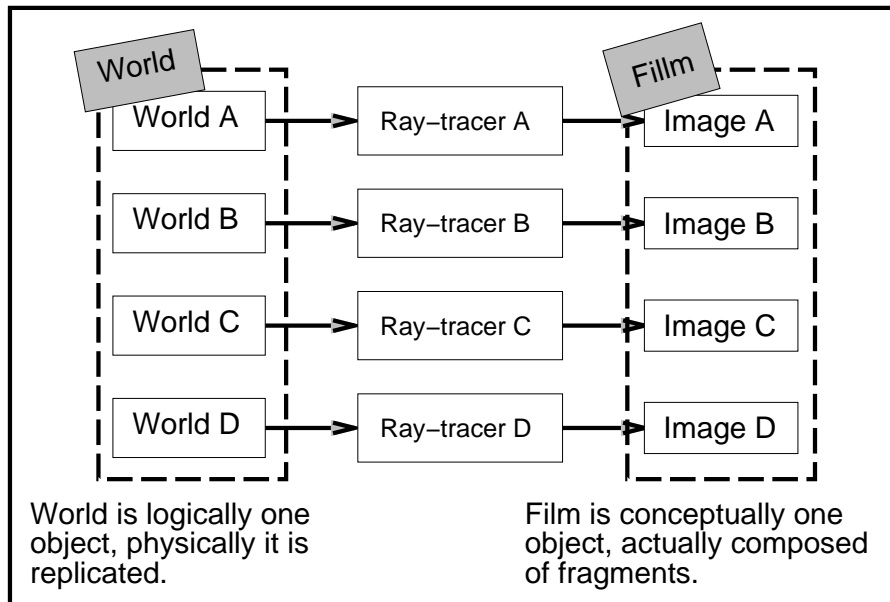 World
Fillm
World A
Ray−tracer A
Image A
World B
Ray−tracer B
Image B
World C
Ray−tracer C
Image C
World D
Ray−tracer D
Image D
World is logically one
object, physically it is
replicated.
Film is conceptually one
object, actually composed
of fragments.